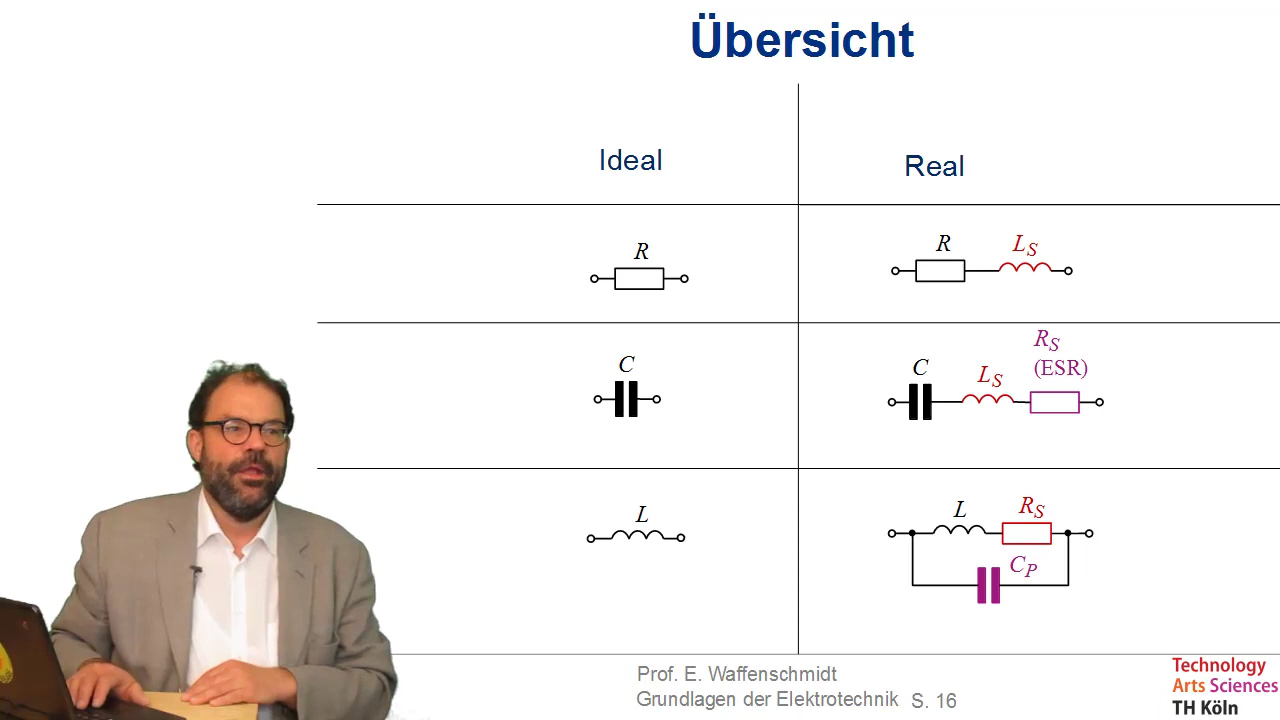 Übersicht
Ideal
Real
R
R
L_S
C
C
L_S
R_S
(ESR)
L
L
R_S
C_P
Prof. E. Waffenschmidt
Grundlagen der Elektrotechnik S. 16
Technology
Arts Sciences
TH Köln